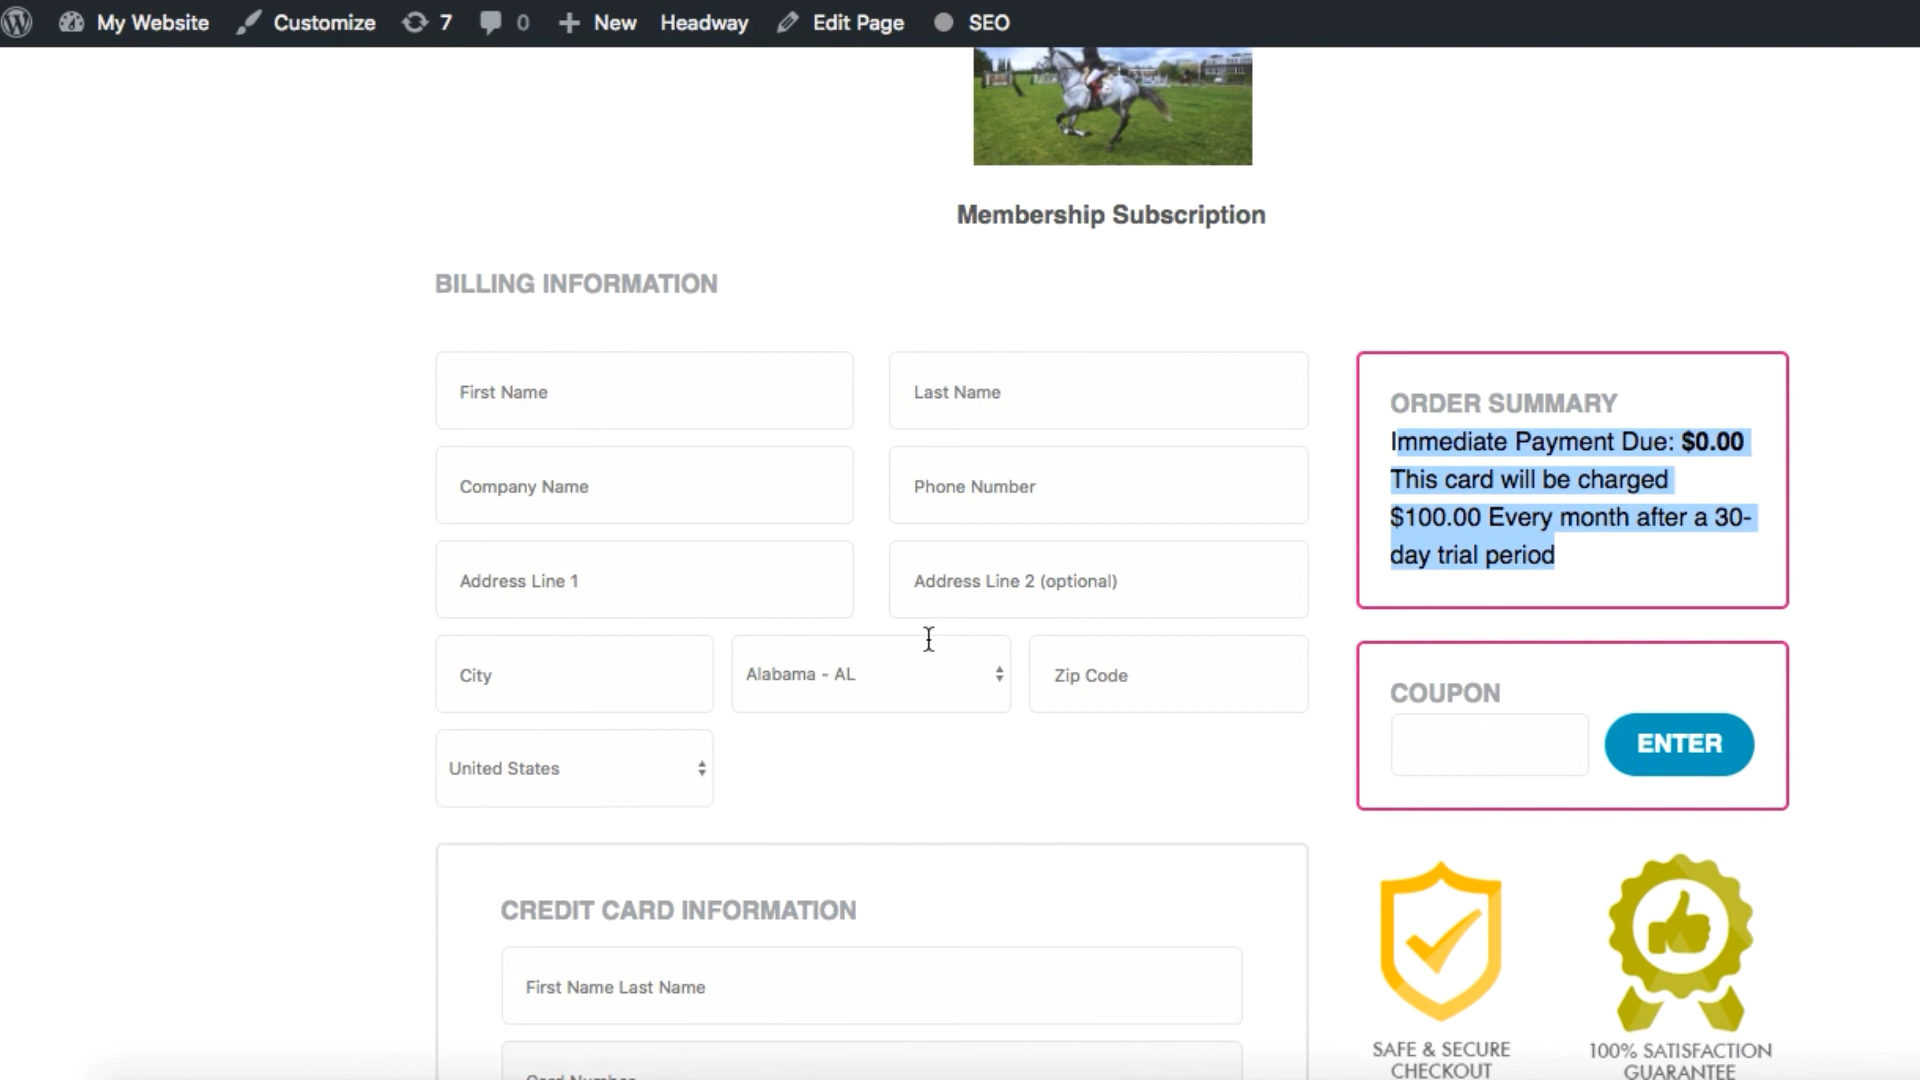 My Website Customize 7 0 New Headway Edit Page SEO
Membership Subscription
BILLING INFORMATION
First Name
Last Name
Company Name
Phone Number
Address Line 1
Address Line 2 (optional)
City
Alabama - AL
Zip Code
United States
CREDIT CARD INFORMATION
First Name Last Name
Card Number
ORDER SUMMARY
Immediate Payment Due: $0.00
This card will be charged
$100.00 Every month after a 30-
day trial period
COUPON
ENTER
SAFE & SECURE
CHECKOUT
100% SATISFACTION
GUARANTEE